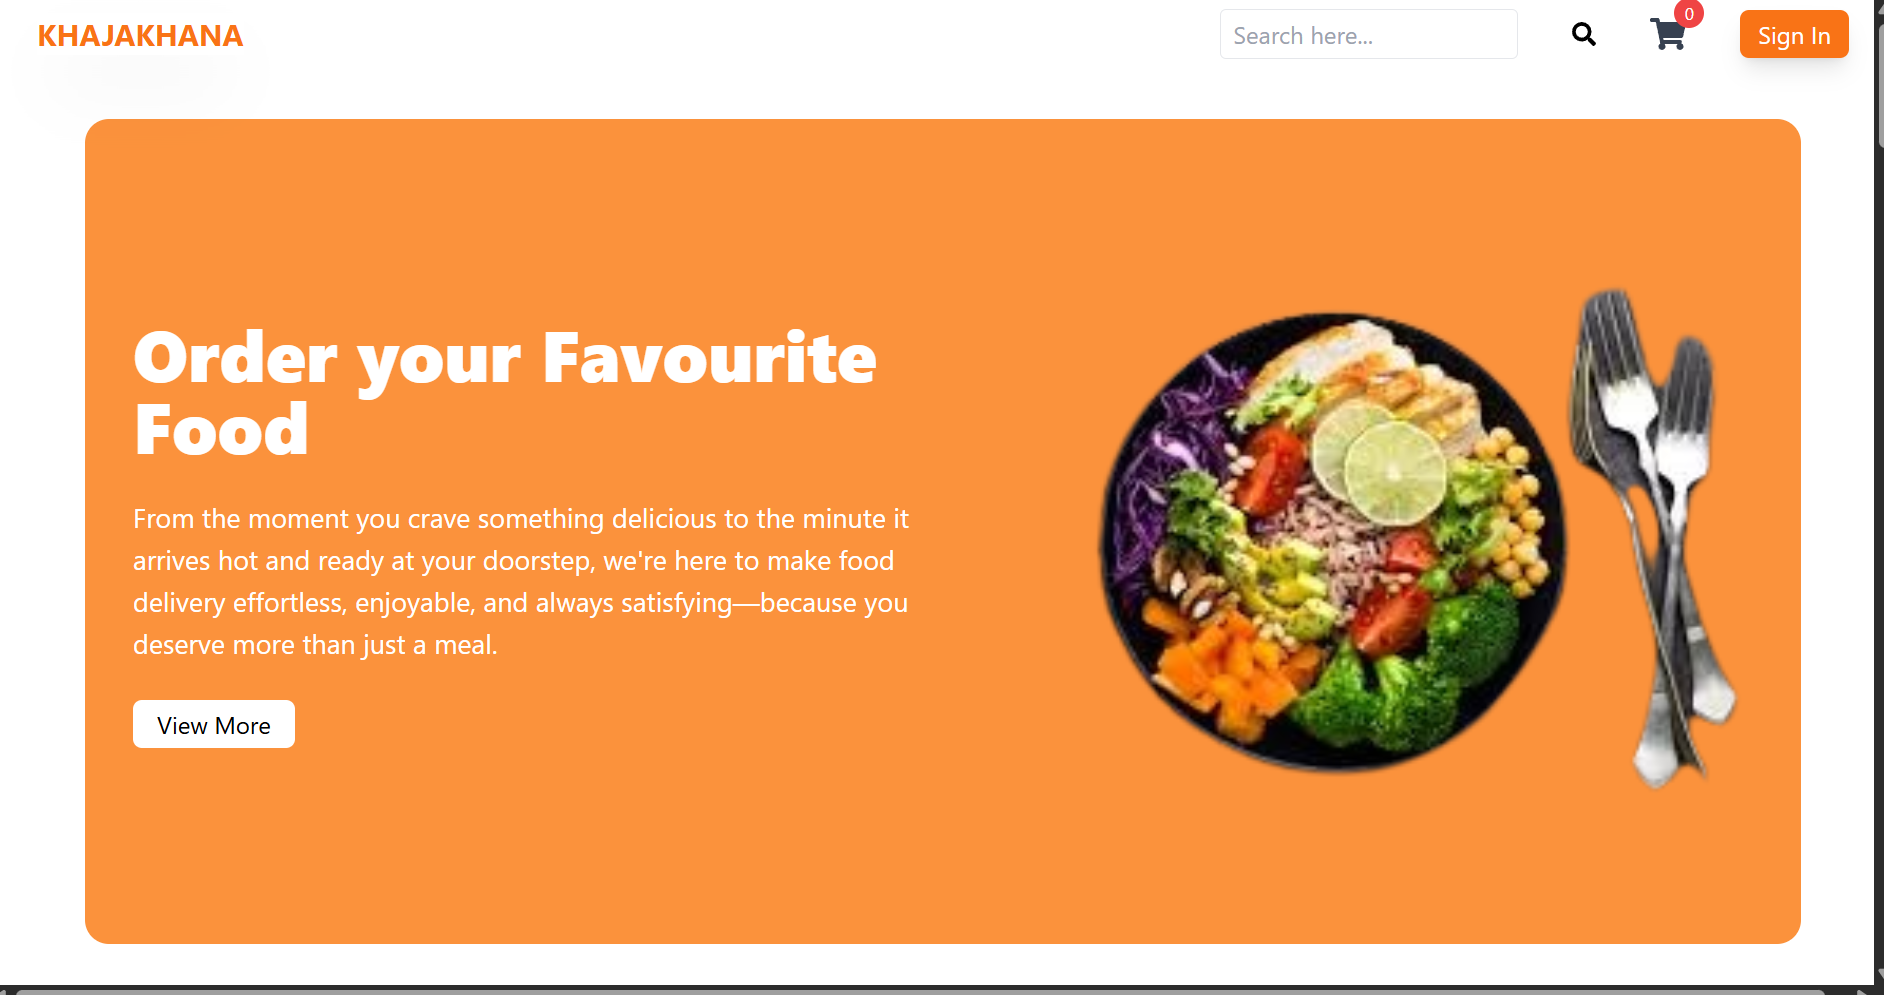 KHAJAKHANA
Search here...
0
Sign In
Order your Favourite
Food
From the moment you crave something delicious to the minute it
arrives hot and ready at your doorstep, we're here to make food
delivery effortless, enjoyable, and always satisfying—because you
deserve more than just a meal.
View More